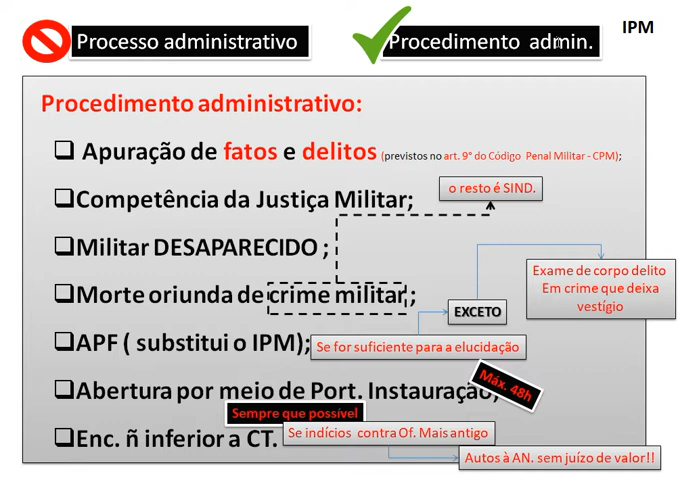 IPM
Processo administrativo
Procedimento admin.
Procedimento administrativo:
Apuração de fatos e delitos (previstos no art. 9° do Código Penal Militar - CPM);
Competência da Justiça Militar;
o resto é SIND.
Militar DESAPARECIDO ;
Morte oriunda de crime militar ;
EXCETO
Exame de corpo delito
Em crime que deixa
vestígio
APF ( substitui o IPM);
Se for suficiente para a elucidação
Abertura por meio de Port. Instauração;
Máx. 48h
Sempre que possível
Enc. ñ inferior a CT.
Se indícios contra Of. Mais antigo
Autos à AN. sem juízo de valor!!